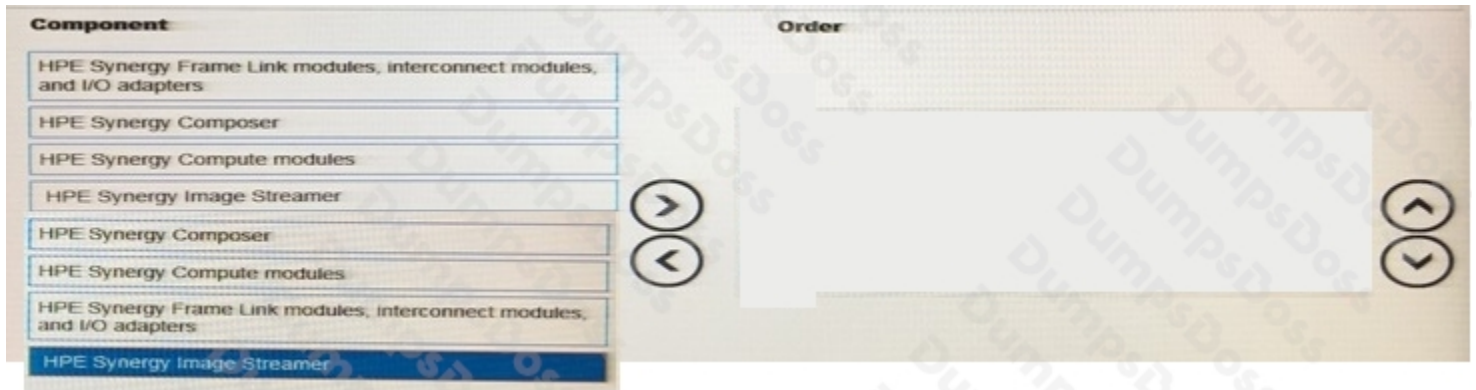 Component
Order
HPE Synergy Frame Link modules, interconnect modules,
and I/O adapters
HPE Synergy Composer
HPE Synergy Compute modules
HPE Synergy Image Streamer
HPE Synergy Composer
HPE Synergy Compute modules
HPE Synergy Frame Link modules, interconnect modules,
and I/O adapters
HPE Synergy Image Streamer
DumpsDoss